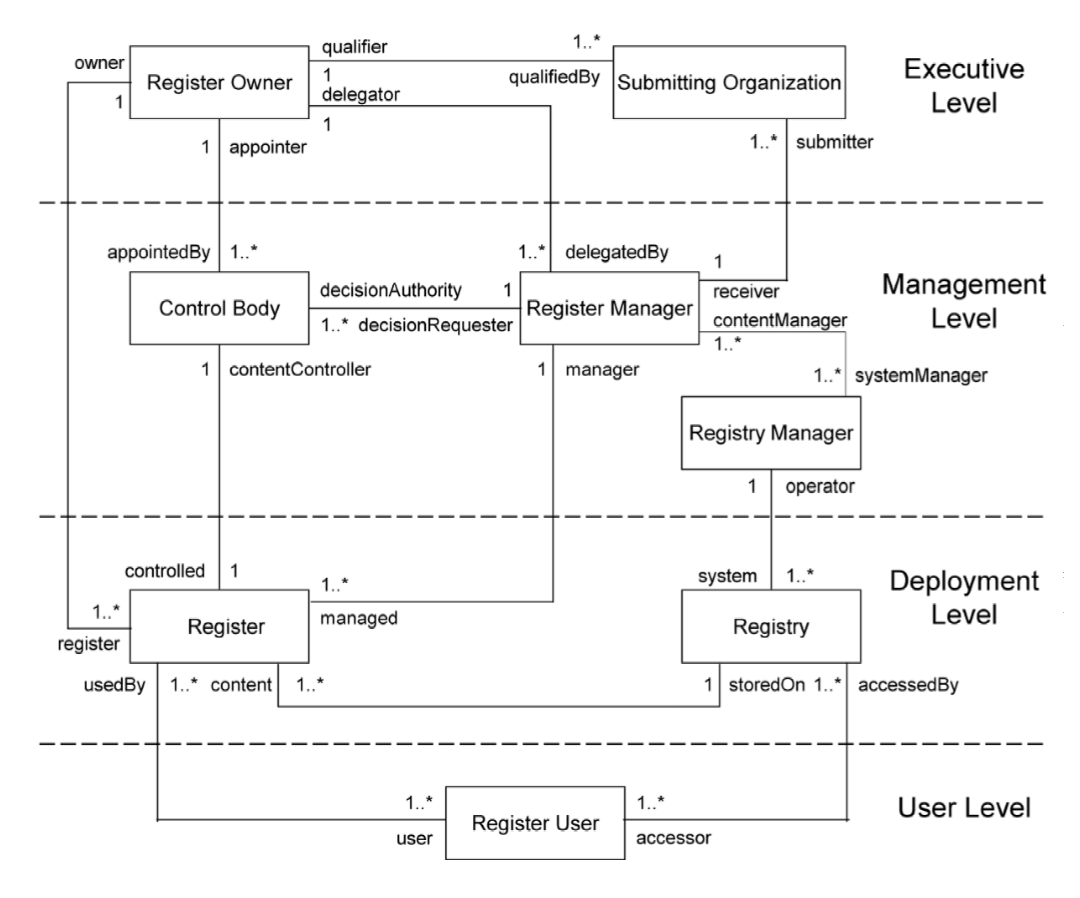 owner
qualifier
1..*
Register Owner
1
qualifiedBy
Submitting Organization
Executive
Level
1
delegator
1
1
appointer
1..*
submitter
appointedBy
1..*
1..*
delegatedBy
1
Control Body
decisionAuthority
1
Register Manager
receiver
Management
Level
1..*
decisionRequester
contentManager
1..*
1
contentController
1
manager
1..*
systemManager
Registry Manager
1
operator
controlled
1
1..*
system
1..*
Deployment
Level
1..*
Register
managed
Registry
register
usedBy
1..*
content
1..*
1
storedOn
1..*
accessedBy
1..*
Register User
1..*
User Level
user
accessor